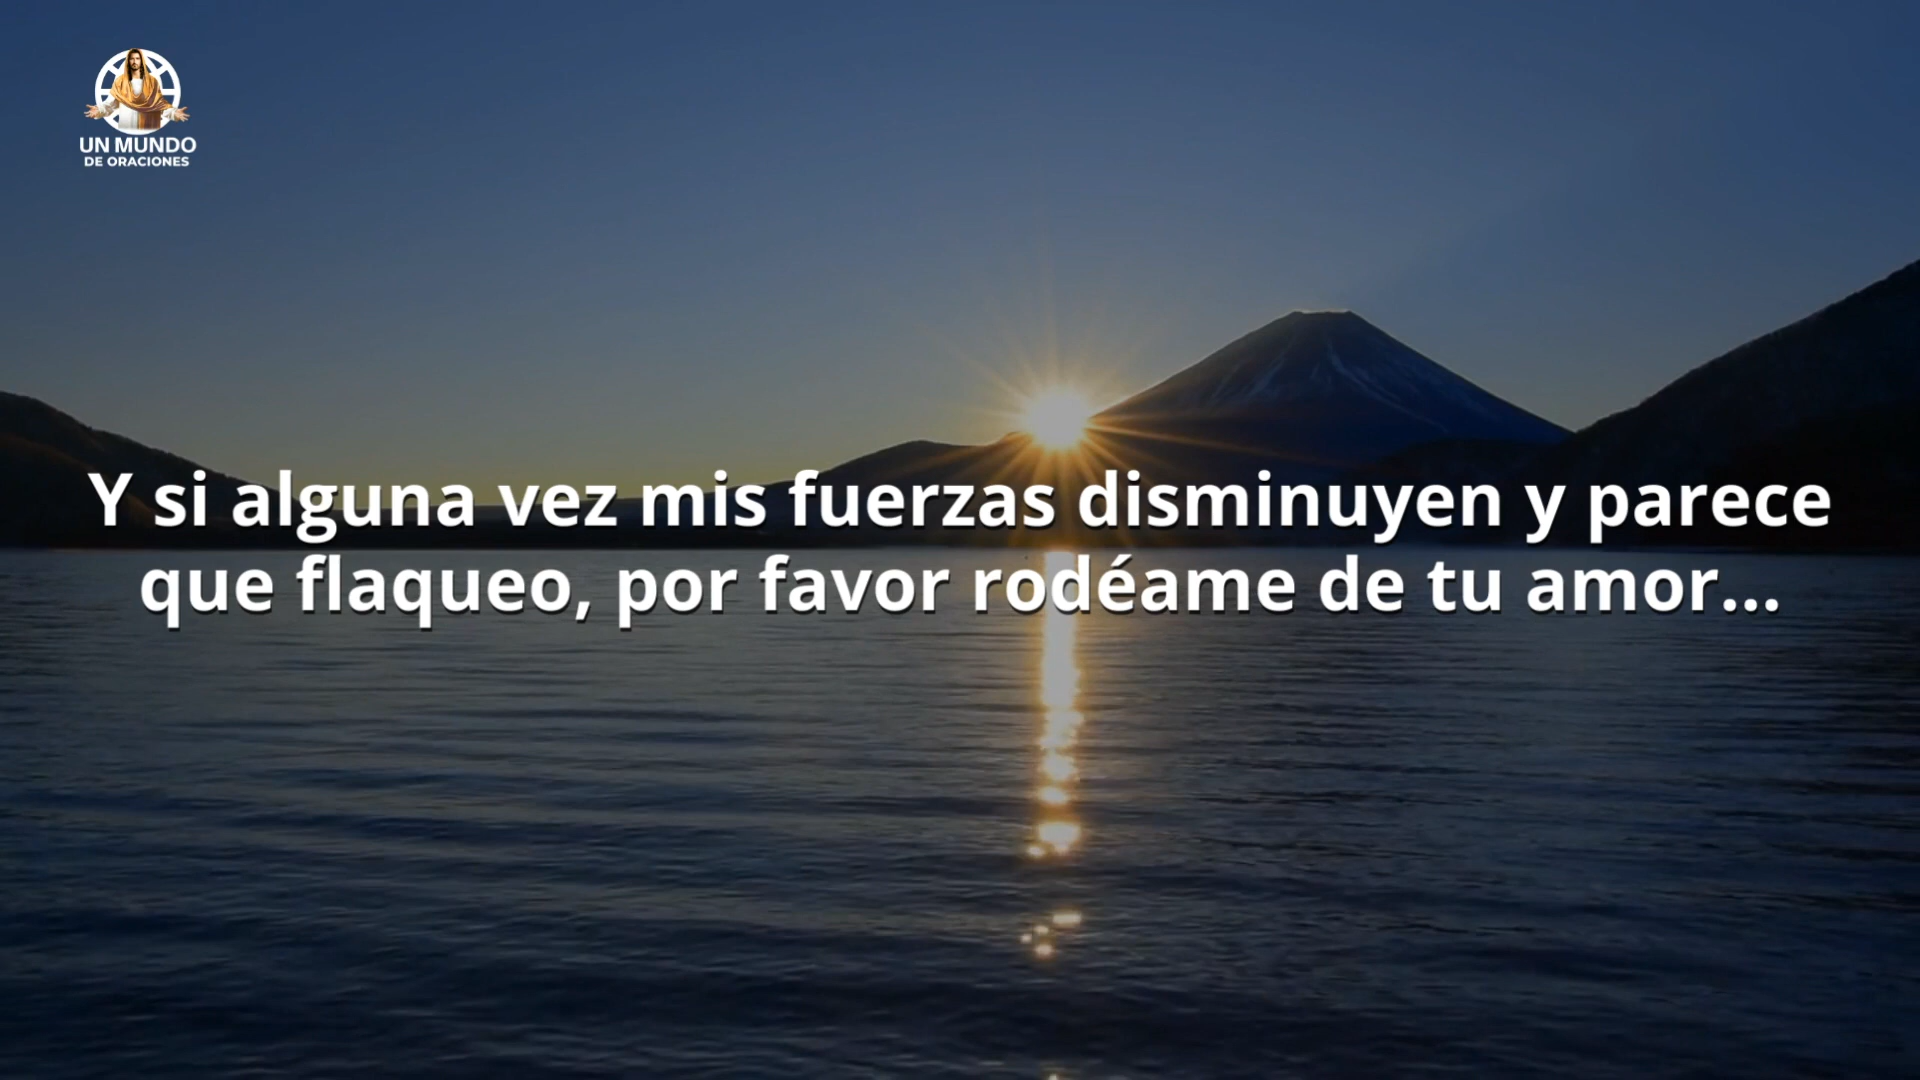 UN MUNDO
DE ORACIONES
Y si alguna vez mis fuerzas disminuyen y parece
que flaqueo, por favor rodéame de tu amor...